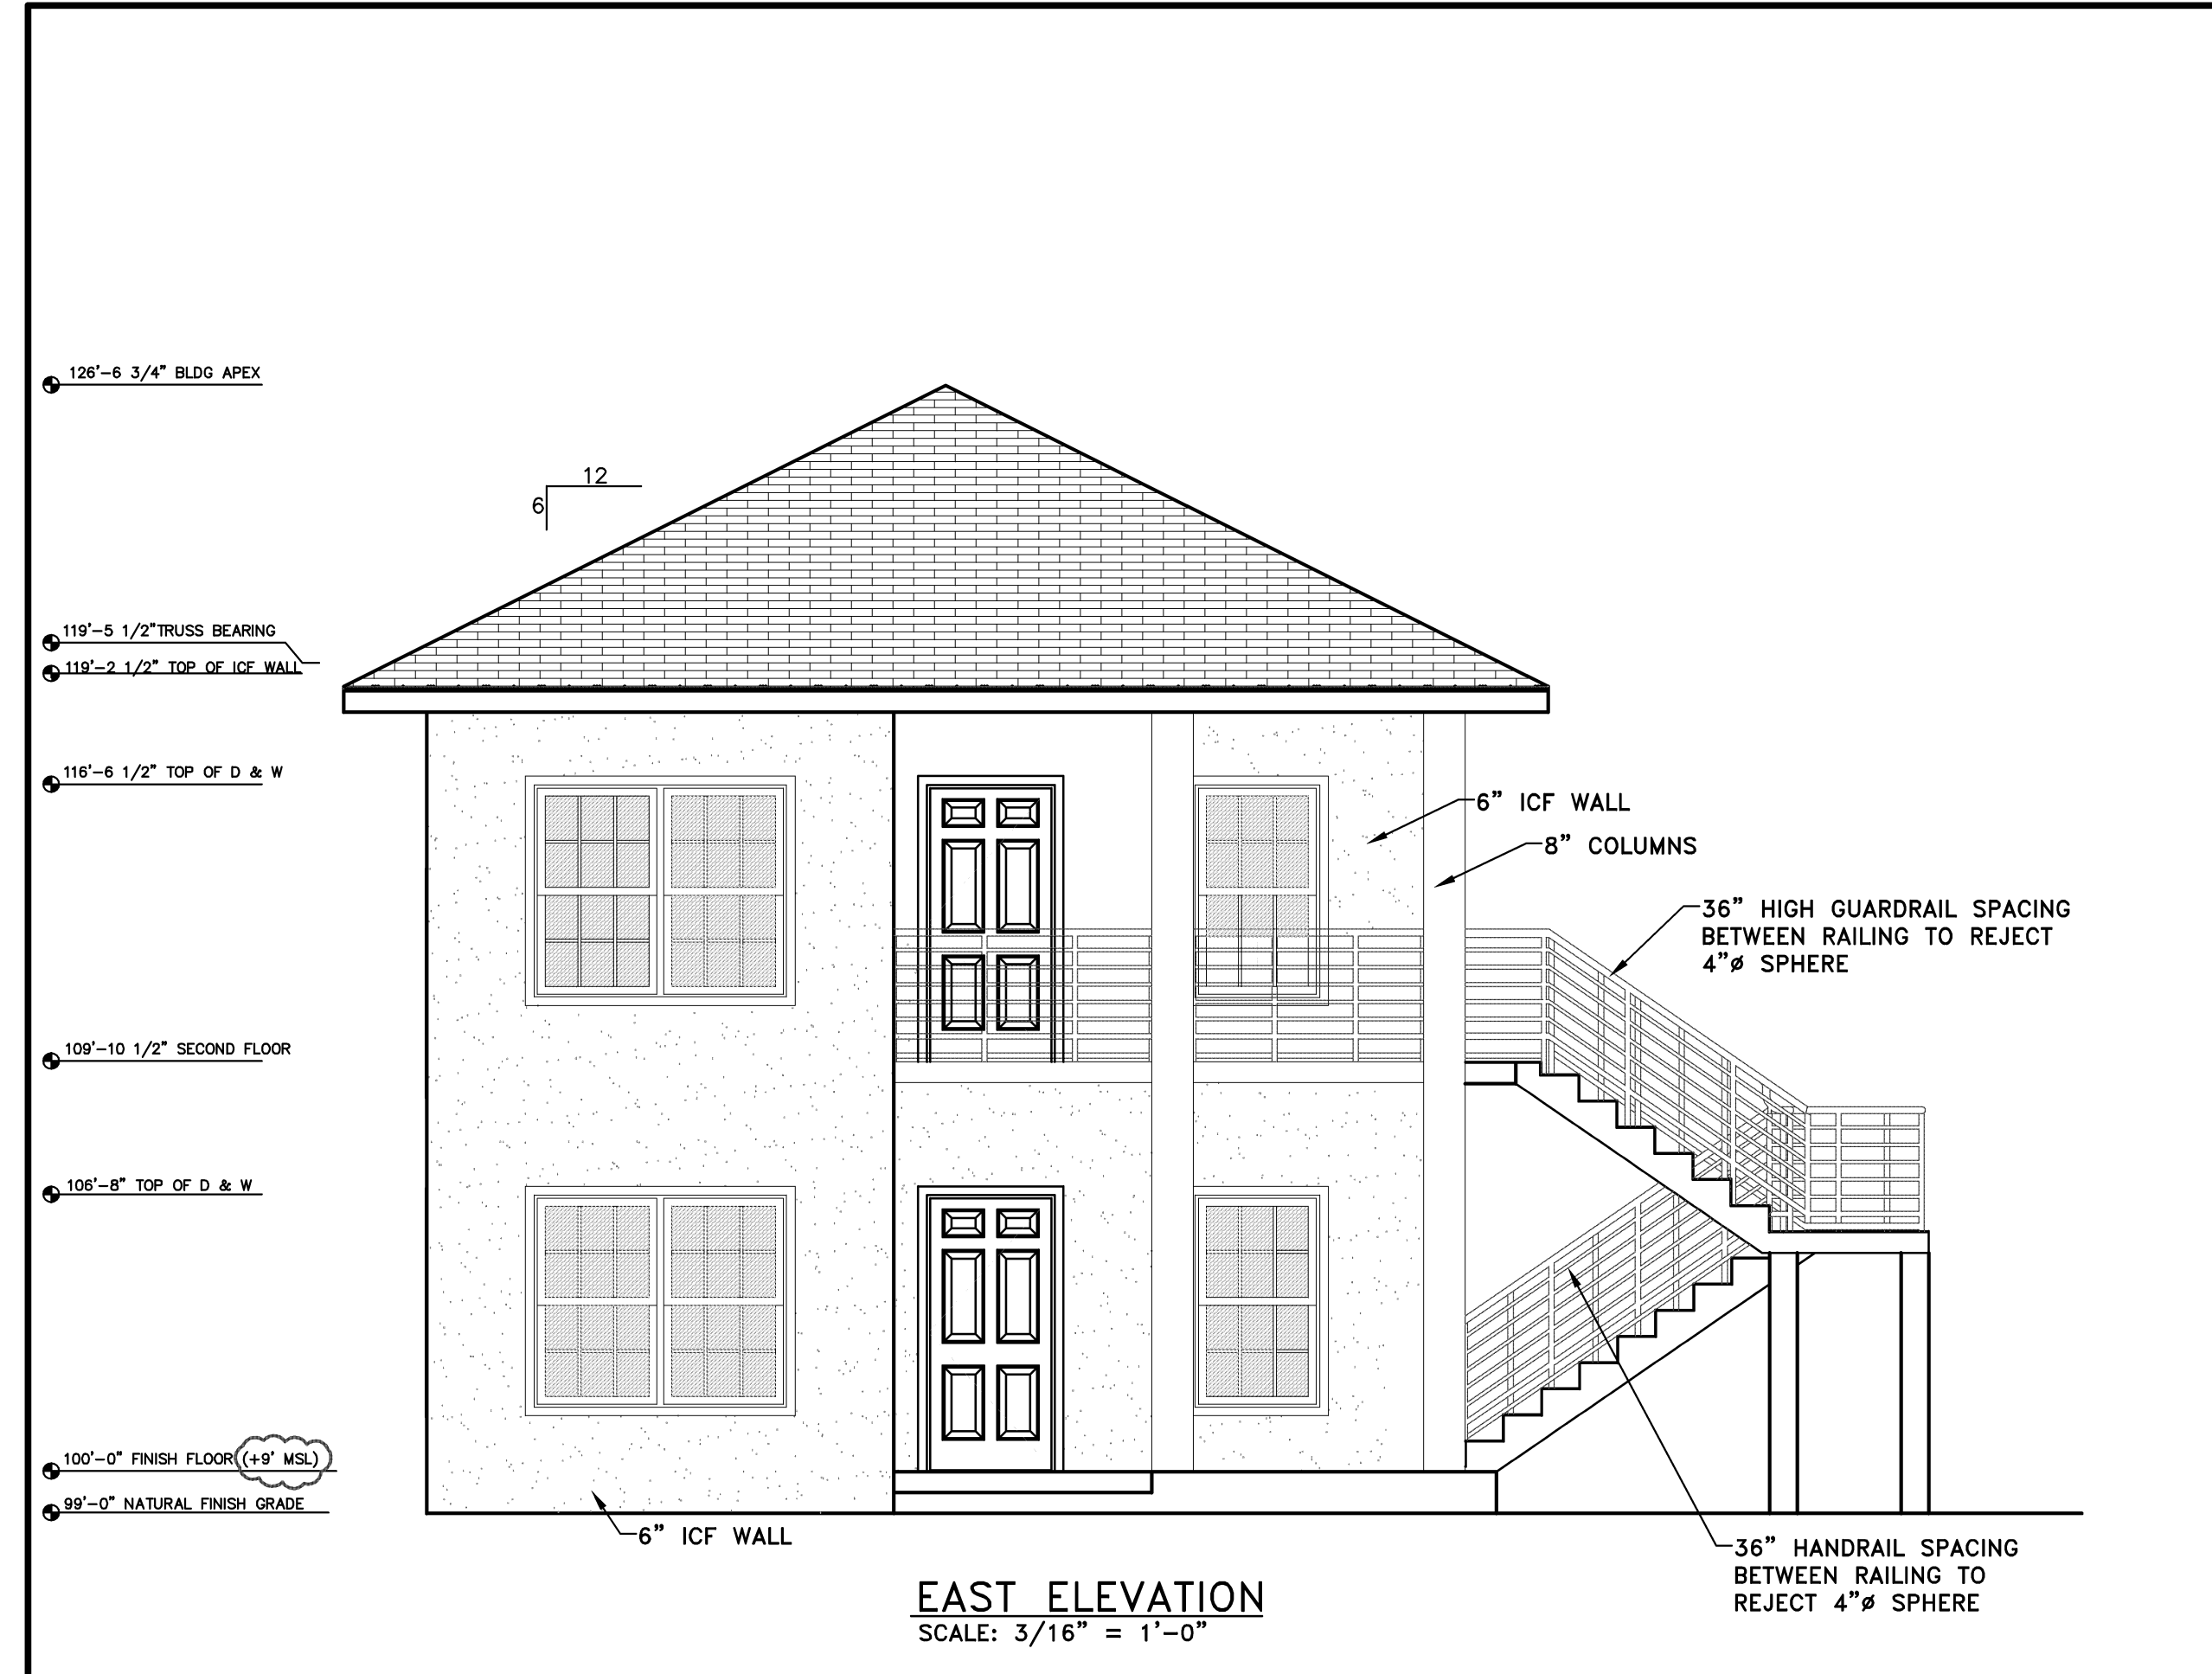 126'-6 3/4" BLDG APEX
12
6
119'-5 1/2"TRUSS BEARING
119'-2 1/2" TOP OF ICF WALL
116'-6 1/2" TOP OF D & W
6" ICF WALL
8" COLUMNS
36" HIGH GUARDRAIL SPACING
BETWEEN RAILING TO REJECT
4"ø SPHERE
109'-10 1/2" SECOND FLOOR
106'-8" TOP OF D & W
100'-0" FINISH FLOOR (+9' MSL)
99'-0" NATURAL FINISH GRADE
6" ICF WALL
36" HANDRAIL SPACING
BETWEEN RAILING TO
REJECT 4"ø SPHERE
EAST ELEVATION
SCALE: 3/16" = 1'-0"